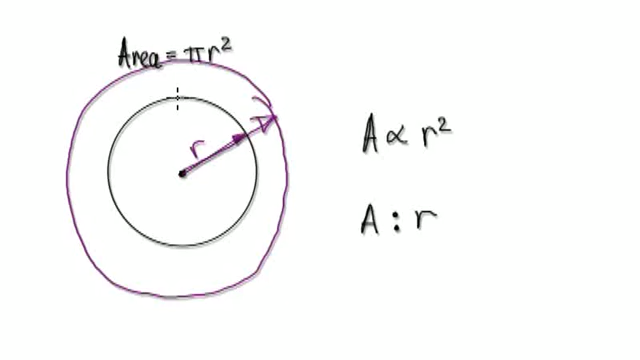 Area = πr²
r
A ∝ r²
A : r